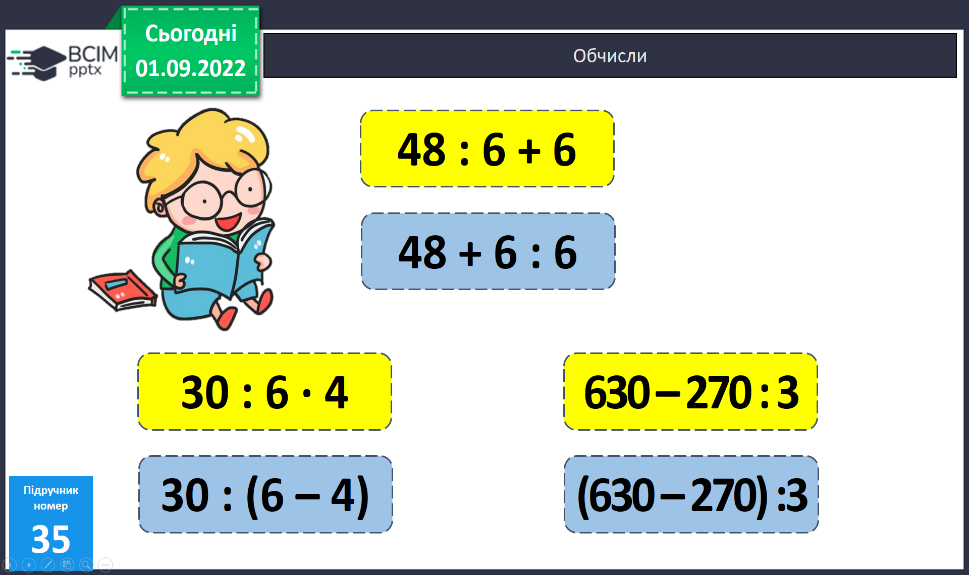 Сьогодні
01.09.2022
BCIM
pptx
Обчисли
48 : 6 + 6
48 + 6 : 6
30 : 6 · 4
630 – 270 : 3
30 : (6 – 4)
(630 – 270) :3
Підручник
номер
35